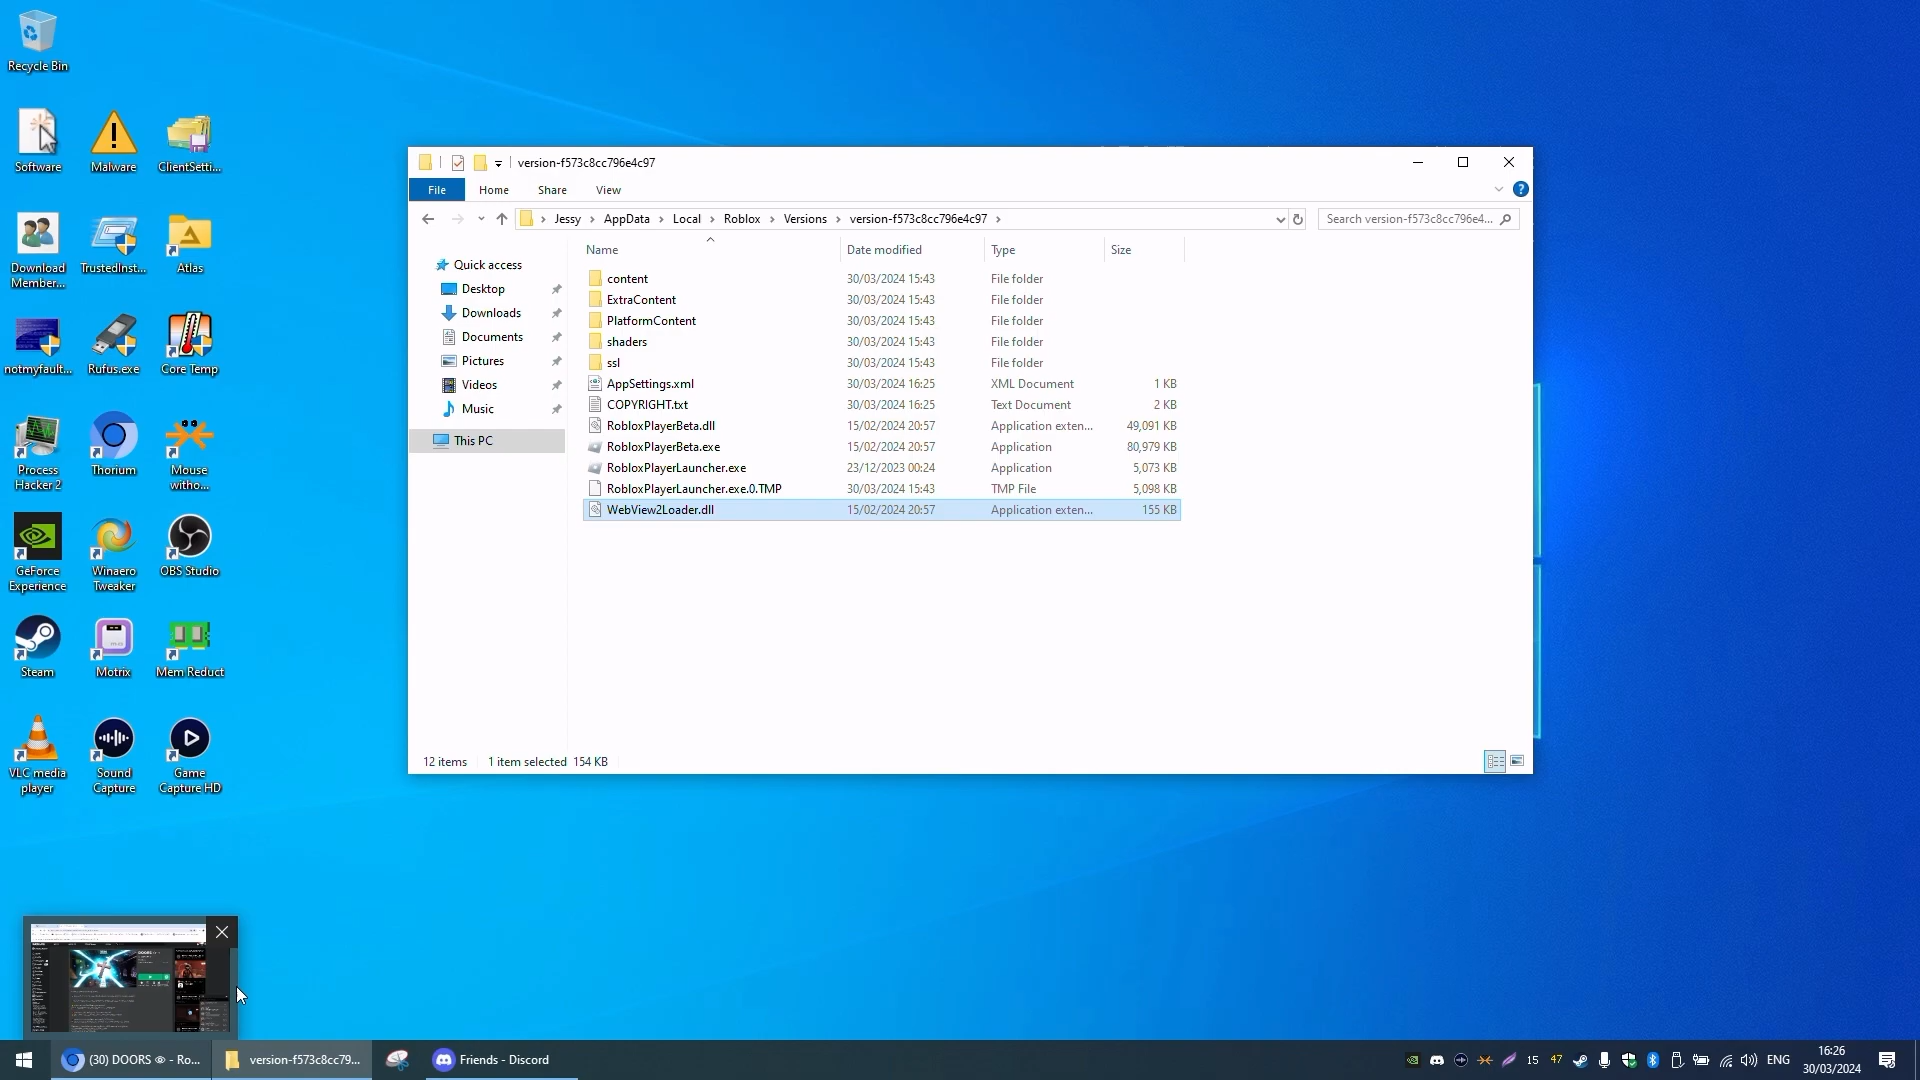 Recycle Bin
Software
Malware
ClientSetti...
Download
Member...
TrustedInst...
Atlas
notmyfault...
Rufus.exe
Core Temp
Process
Hacker 2
Thorium
Mouse
witho...
GeForce
Experience
Winaero
Tweaker
OBS Studio
Steam
Motrix
Mem Reduct
VLC media
player
Sound
Capture
Game
Capture HD
version-f573c8cc796e4c97
File Home Share View
Jessy AppData Local Roblox Versions version-f573c8cc796e4c97
Search version-f573c8cc796e4...
Name Date modified Type Size
Quick access
Desktop
Downloads
Documents
Pictures
Videos
Music
This PC
content 30/03/2024 15:43 File folder
ExtraContent 30/03/2024 15:43 File folder
PlatformContent 30/03/2024 15:43 File folder
shaders 30/03/2024 15:43 File folder
ssl 30/03/2024 15:43 File folder
AppSettings.xml 30/03/2024 16:25 XML Document 1 KB
COPYRIGHT.txt 30/03/2024 16:25 Text Document 2 KB
RobloxPlayerBeta.dll 15/02/2024 20:57 Application exten... 49,091 KB
RobloxPlayerBeta.exe 15/02/2024 20:57 Application 80,979 KB
RobloxPlayerLauncher.exe 23/12/2023 00:24 Application 5,073 KB
RobloxPlayerLauncher.exe.0.TMP 30/03/2024 15:43 TMP File 5,098 KB
WebView2Loader.dll 15/02/2024 20:57 Application exten... 155 KB
12 items 1 item selected 154 KB
(30) DOORS 👁 - Ro...
version-f573c8cc79...
Friends - Discord
15 47 ENG
16:26
30/03/2024